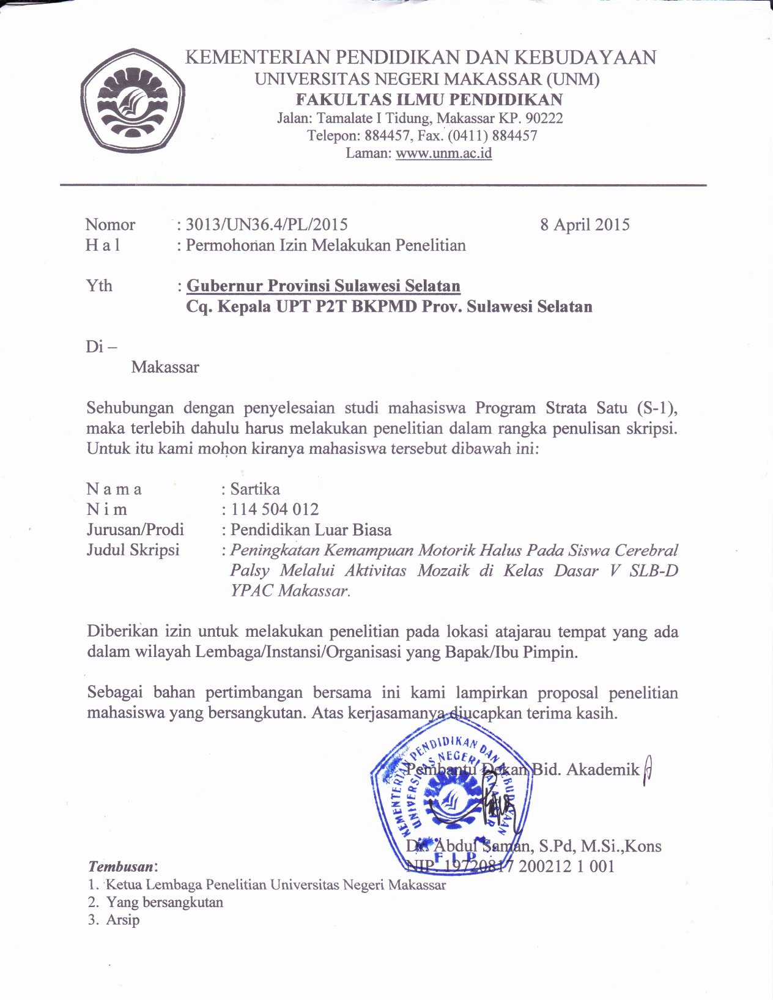 KEMENTERIAN PENDIDIKAN DAN KEBUDAYAAN
UNIVERSITAS NEGERI MAKASSAR (UNM)
FAKULTAS ILMU PENDIDIKAN
Jalan: Tamalate I Tidung, Makassar KP. 90222
Telepon: 884457, Fax. (0411) 884457
Laman: www.unm.ac.id
Nomor : 3013/UN36.4/PL/2015 8 April 2015
H a l : Permohonan Izin Melakukan Penelitian
Yth : Gubernur Provinsi Sulawesi Selatan
Cq. Kepala UPT P2T BKPMD Prov. Sulawesi Selatan
Di –
Makassar
Sehubungan dengan penyelesaian studi mahasiswa Program Strata Satu (S-1),
maka terlebih dahulu harus melakukan penelitian dalam rangka penulisan skripsi.
Untuk itu kami mohon kiranya mahasiswa tersebut dibawah ini:
N a m a : Sartika
N i m : 114 504 012
Jurusan/Prodi : Pendidikan Luar Biasa
Judul Skripsi : Peningkatan Kemampuan Motorik Halus Pada Siswa Cerebral
Palsy Melalui Aktivitas Mozaik di Kelas Dasar V SLB-D
YPAC Makassar.
Diberikan izin untuk melakukan penelitian pada lokasi atajarau tempat yang ada
dalam wilayah Lembaga/Instansi/Organisasi yang Bapak/Ibu Pimpin.
Sebagai bahan pertimbangan bersama ini kami lampirkan proposal penelitian
mahasiswa yang bersangkutan. Atas kerjasamanya diucapkan terima kasih.
KEMENTERIAN PENDIDIKAN DAN KEBUDAYAAN
UNIVERSITAS NEGERI MAKASSAR
F I P
Pembantu Dekan Bid. Akademik
Dr. Abdul Saman, S.Pd, M.Si.,Kons
NIP. 19720817 200212 1 001
Tembusan:
1. Ketua Lembaga Penelitian Universitas Negeri Makassar
2. Yang bersangkutan
3. Arsip